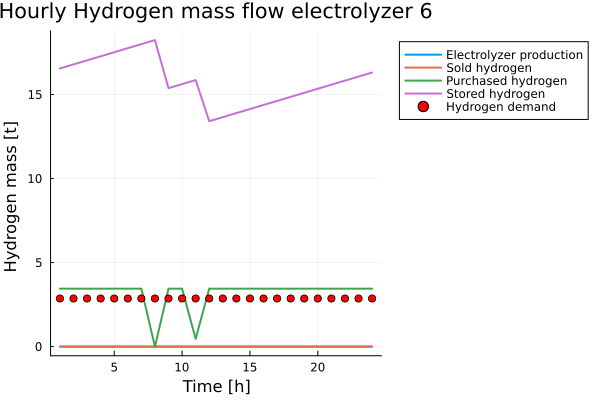 Hourly Hydrogen mass flow electrolyzer 6
Electrolyzer production
Sold hydrogen
Purchased hydrogen
Stored hydrogen
Hydrogen demand
Hydrogen mass [t]
15
10
5
0
5 10 15 20
Time [h]